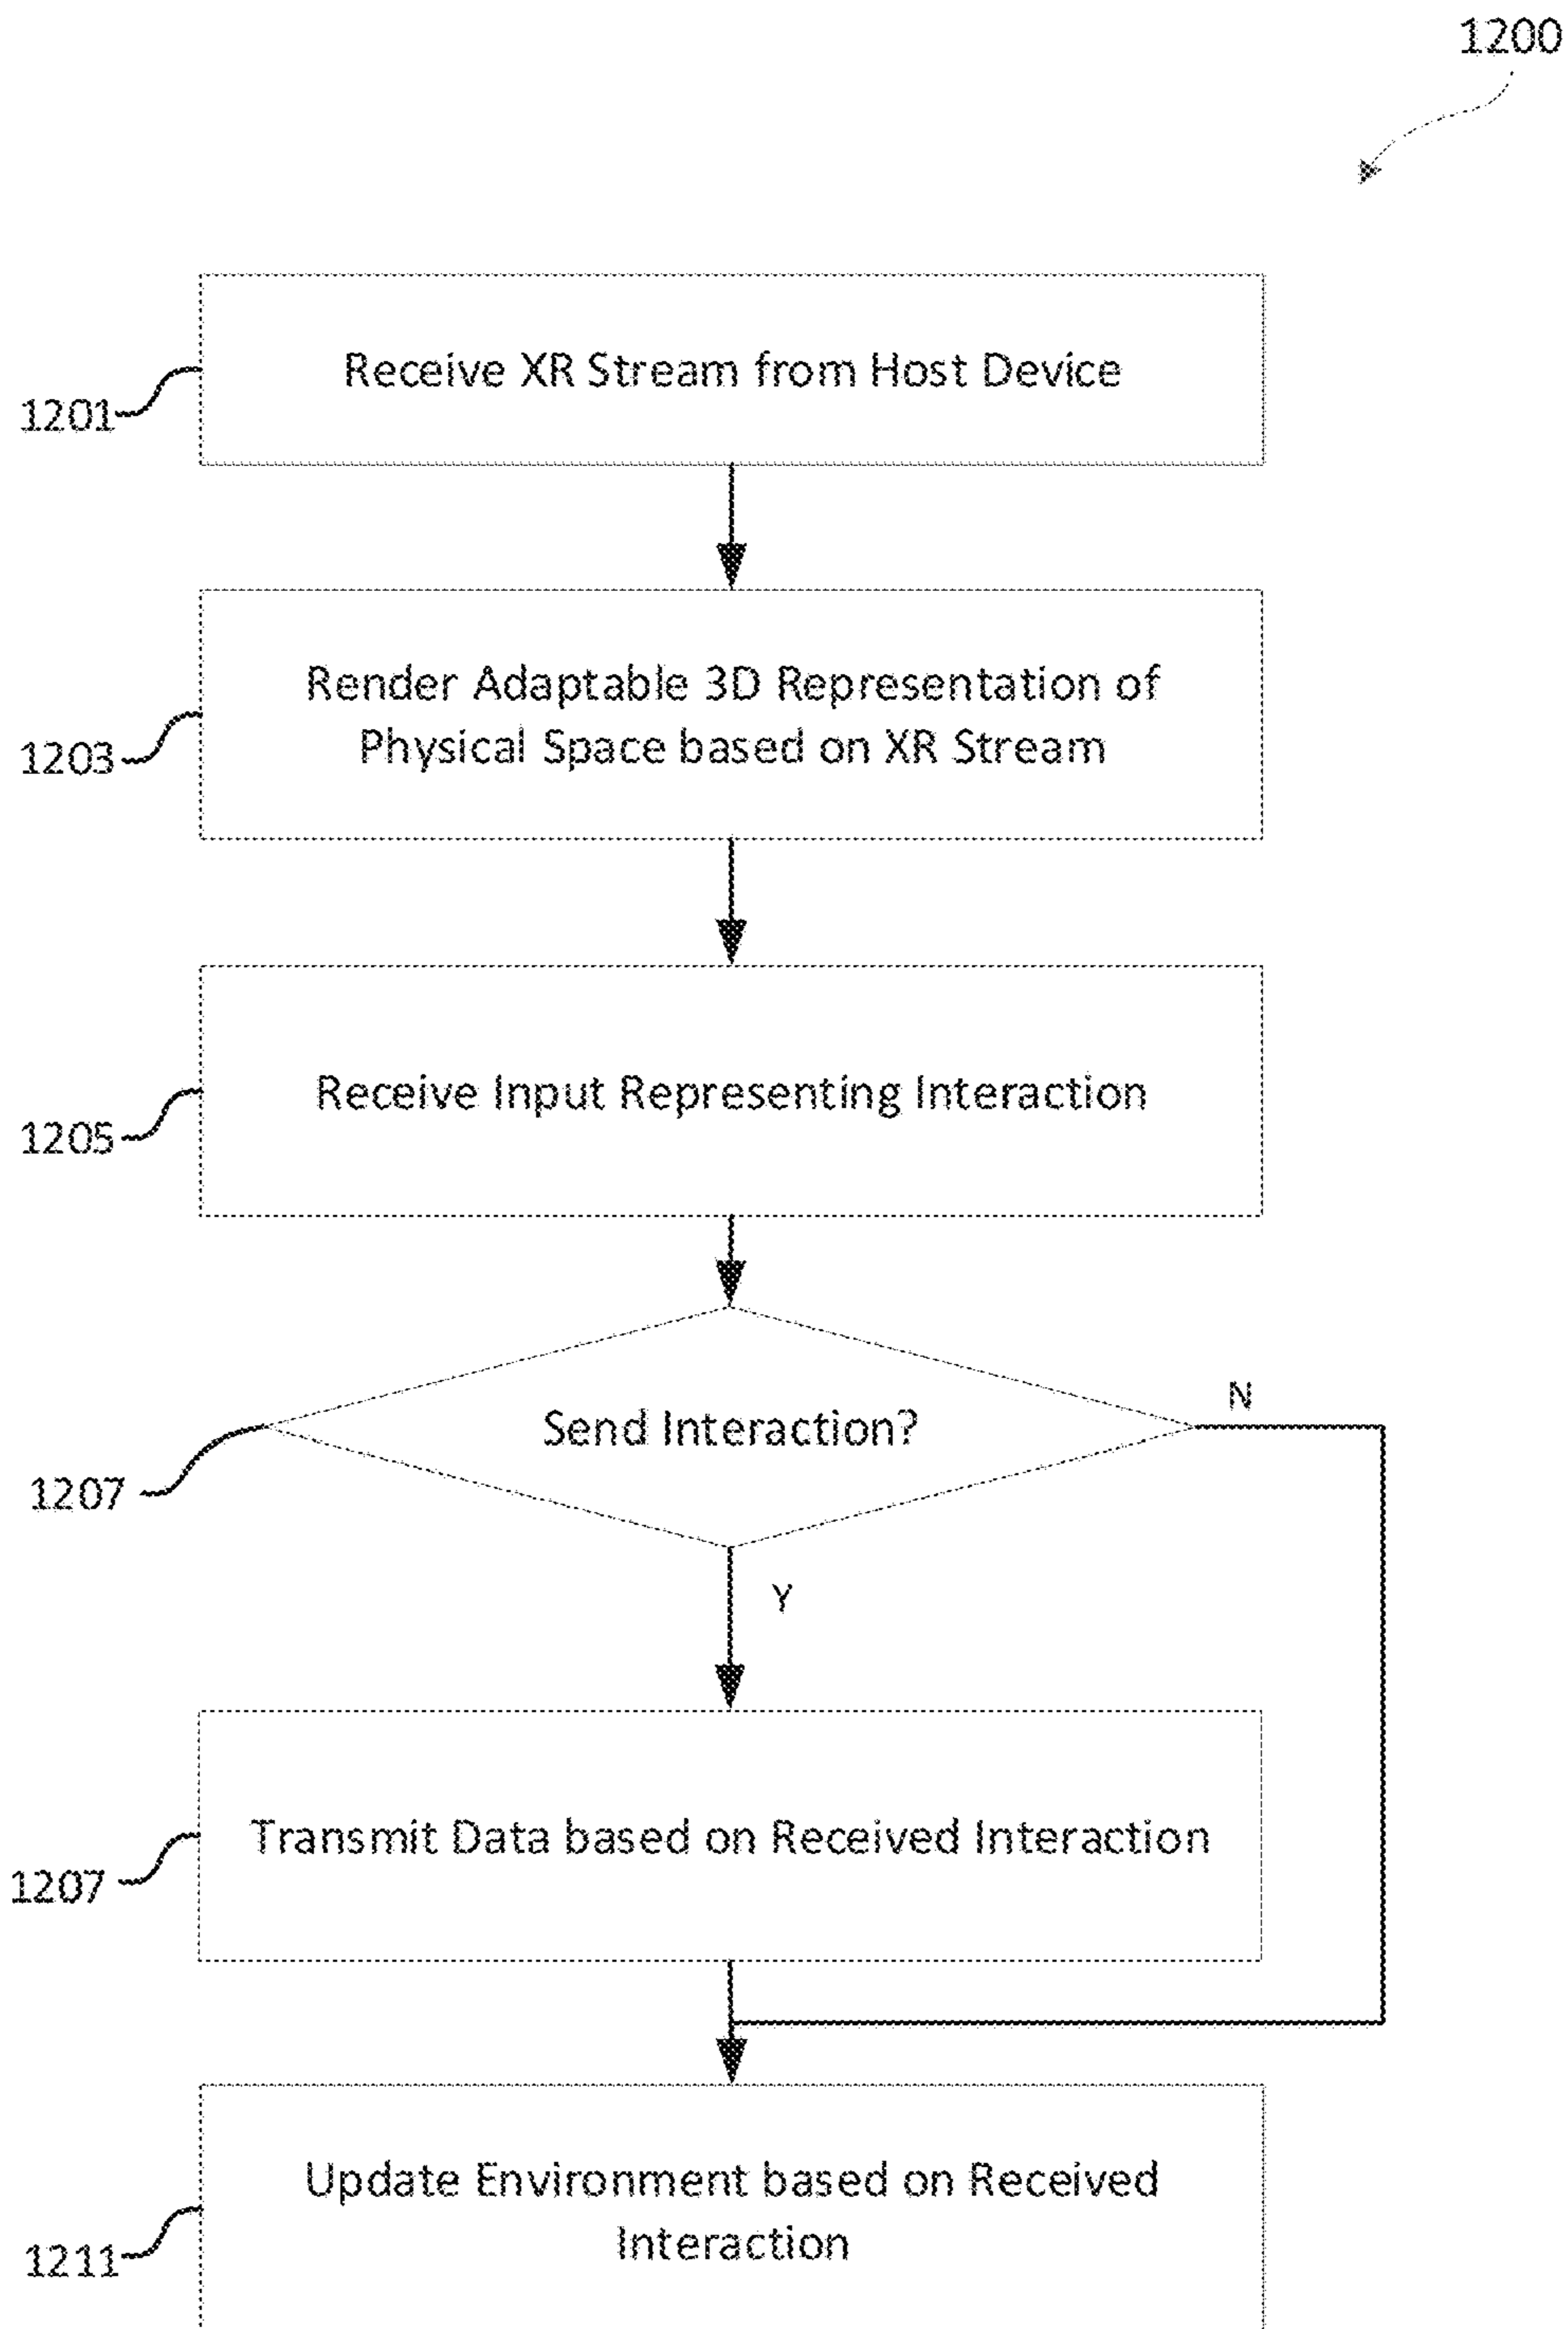 1200
Receive XR Stream from Host Device
1201
Render Adaptable 3D Representation of
Physical Space based on XR Stream
1203
Receive Input Representing Interaction
1205
Send Interaction?
N
1207
Y
Transmit Data based on Received Interaction
1207
Update Environment based on Received
Interaction
1211